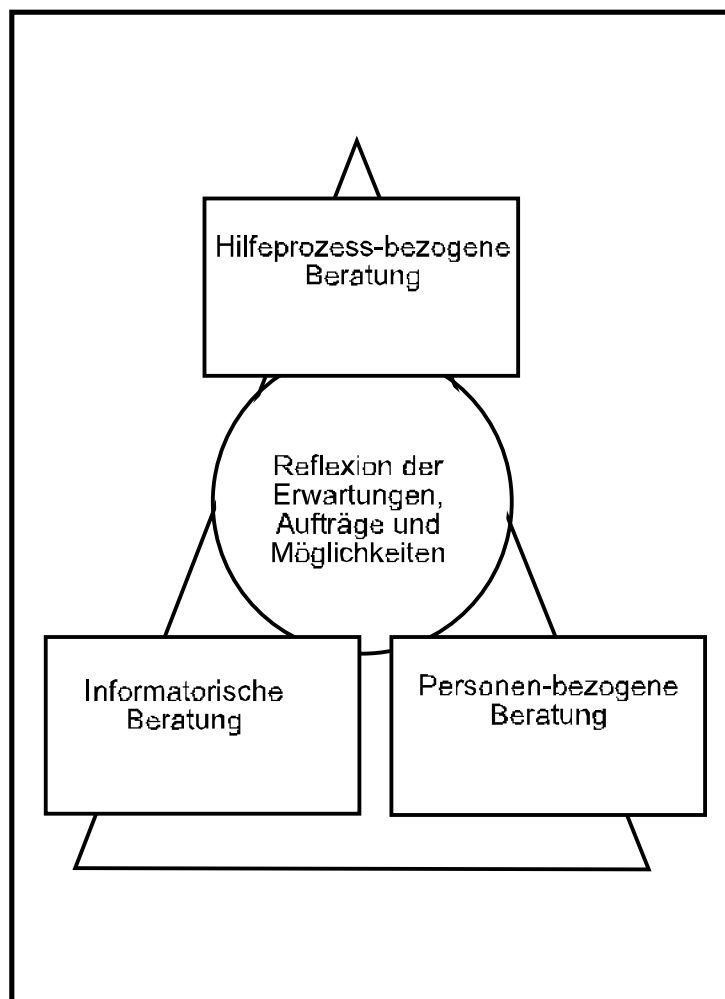 Hilfeprozess-bezogene
Beratung
Reflexion der
Erwartungen,
Aufträge und
Möglichkeiten
Informatorische
Beratung
Personen-bezogene
Beratung